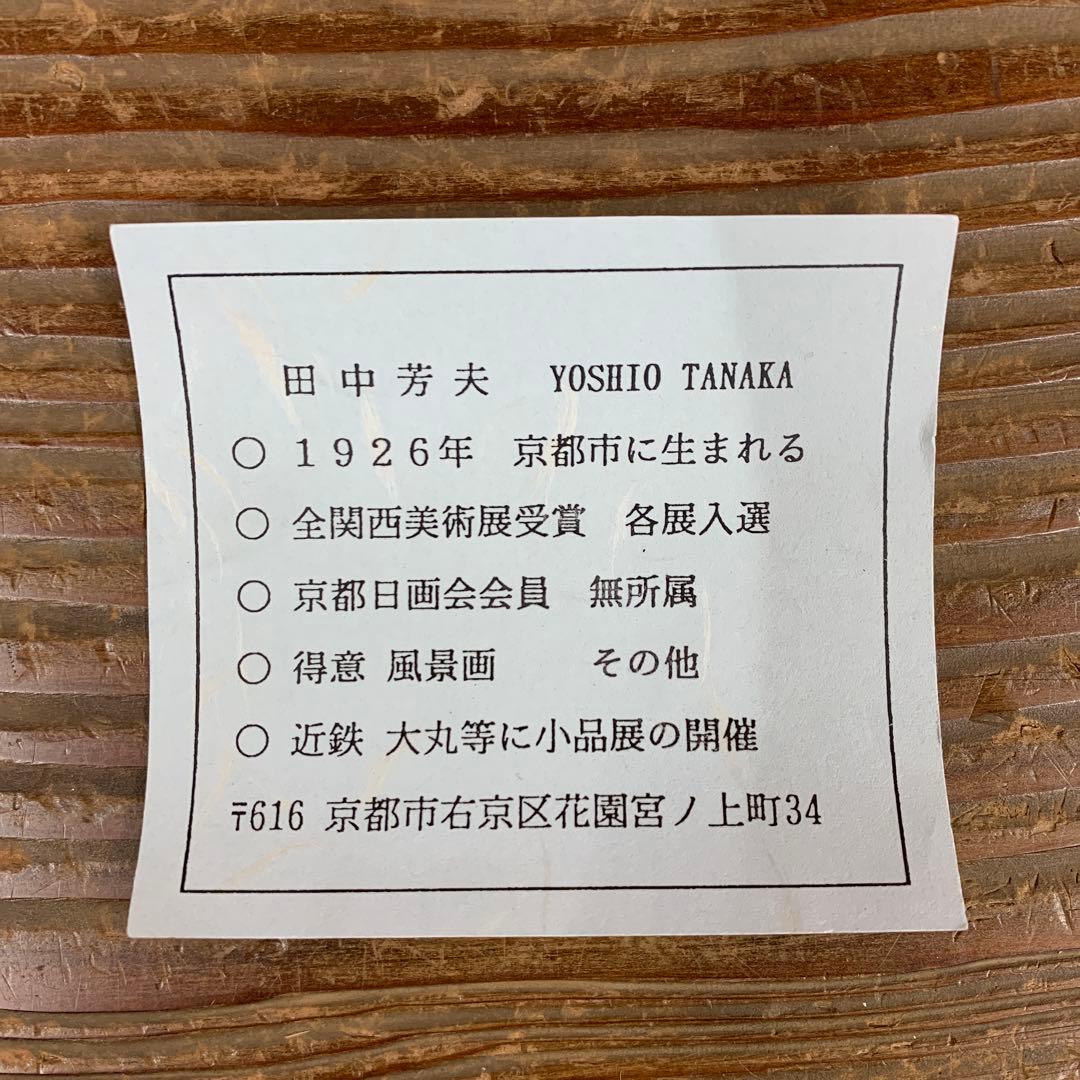 田中芳夫 YOSHIO TANAKA
○ 1926年 京都市に生まれる
○ 全関西美術展受賞 各展入選
○ 京都日画会会員 無所属
○ 得意 風景画 その他
○ 近鉄 大丸等に小品展の開催
〒616 京都市右京区花園宮ノ上町34